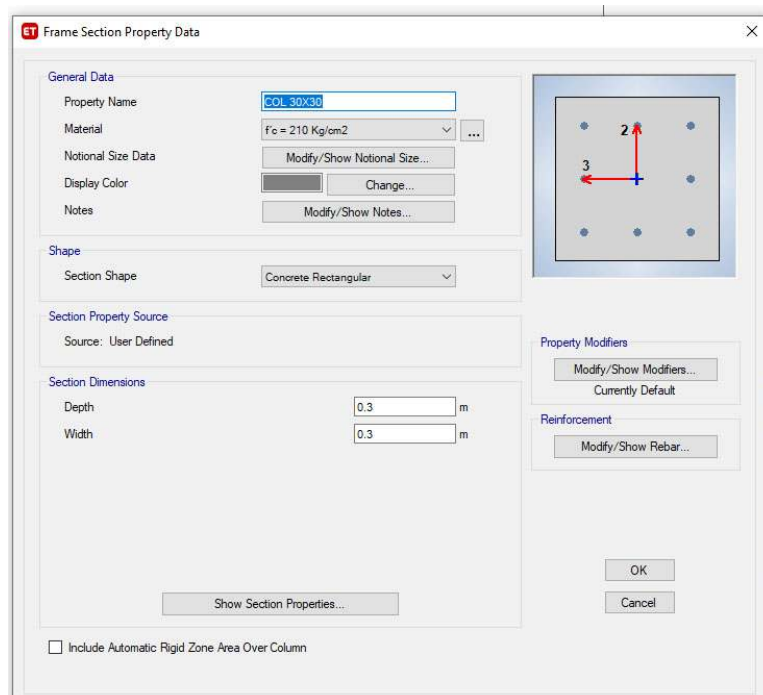 ET Frame Section Property Data
General Data
Property Name COL 30X30
Material f'c = 210 Kg/cm2 ...
Notional Size Data Modify/Show Notional Size...
Display Color Change...
Notes Modify/Show Notes...
Shape
Section Shape Concrete Rectangular
Section Property Source
Source: User Defined
Section Dimensions
Depth 0.3 m
Width 0.3 m
Show Section Properties...
Include Automatic Rigid Zone Area Over Column
2
3
Property Modifiers
Modify/Show Modifiers...
Currently Default
Reinforcement
Modify/Show Rebar...
OK
Cancel